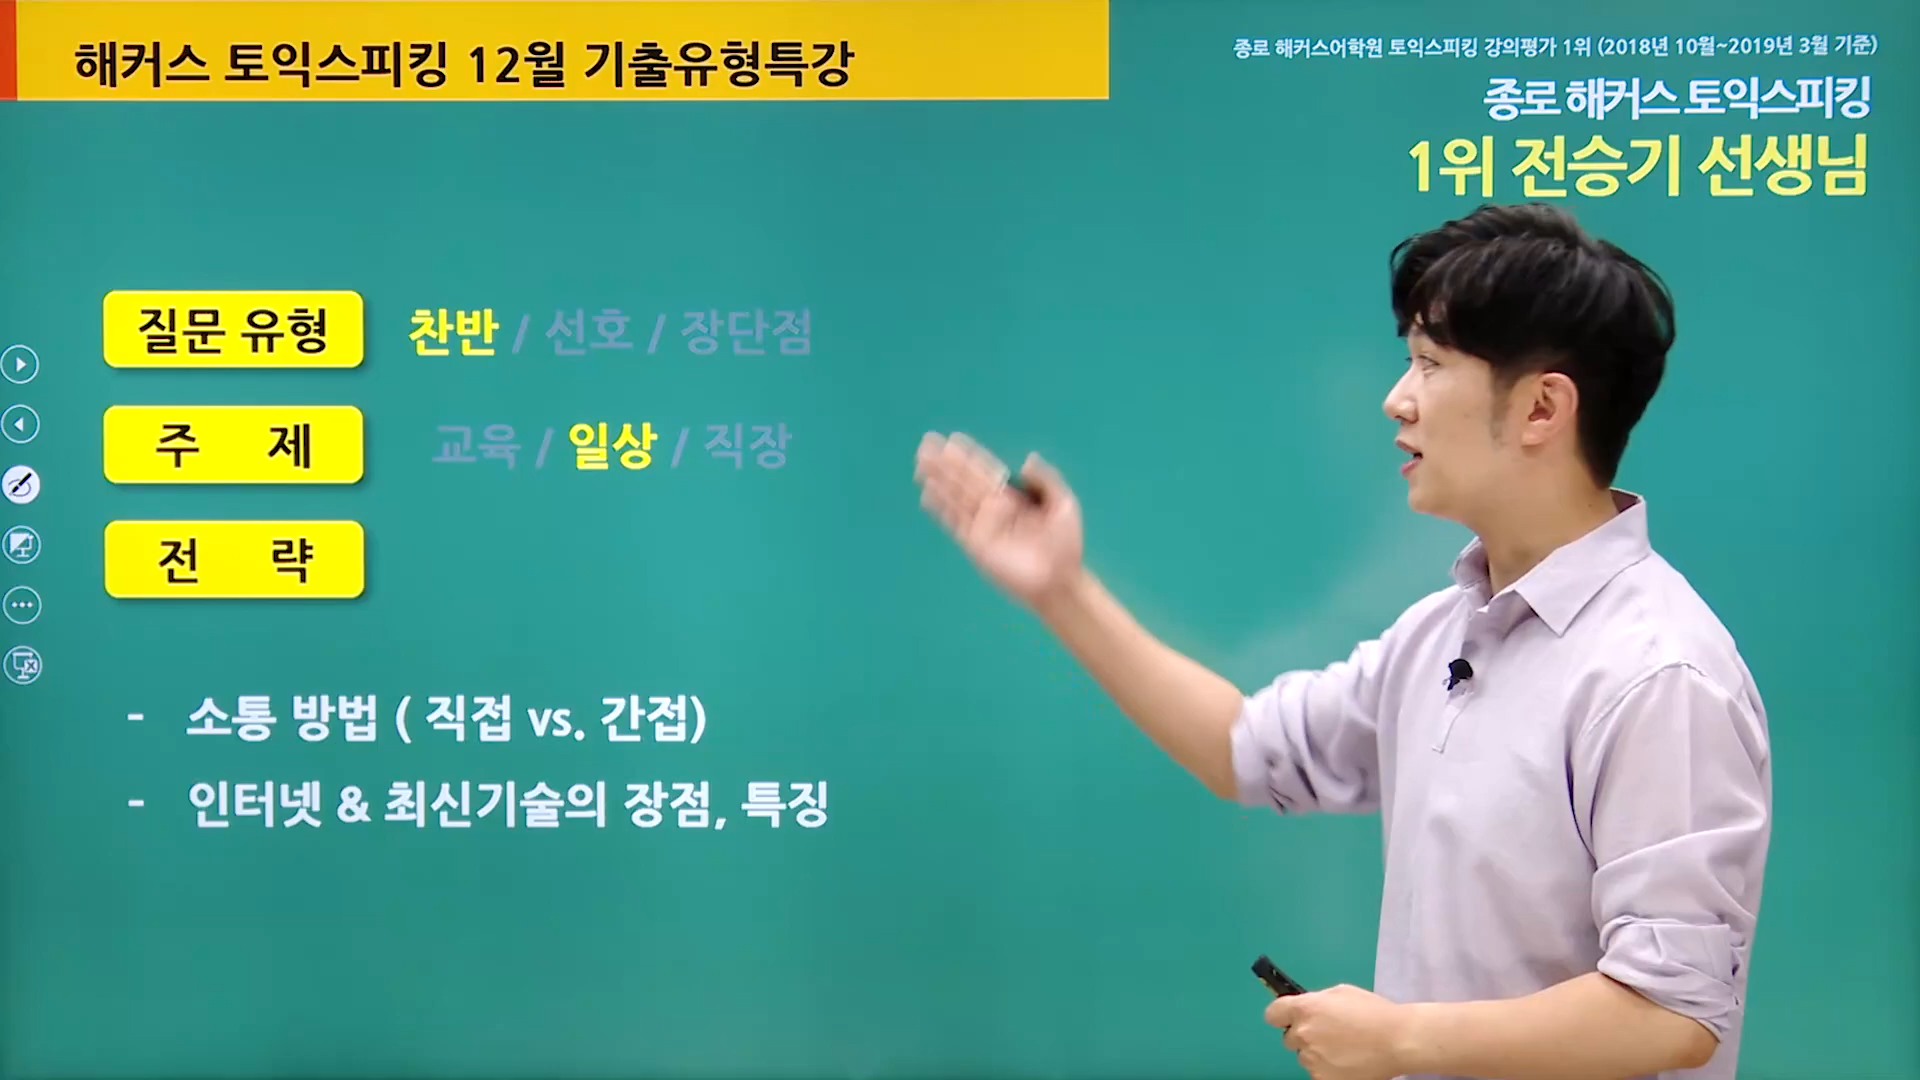 해커스 토익스피킹 12월 기출유형특강
종로 해커스어학원 토익스피킹 강의평가 1위 (2018년 10월~2019년 3월 기준)
종로 해커스 토익스피킹
1위 전승기 선생님
질문 유형 찬반 / 선호 / 장단점
주 제 교육 / 일상 / 직장
전 략
- 소통 방법 ( 직접 vs. 간접)
- 인터넷 & 최신기술의 장점, 특징